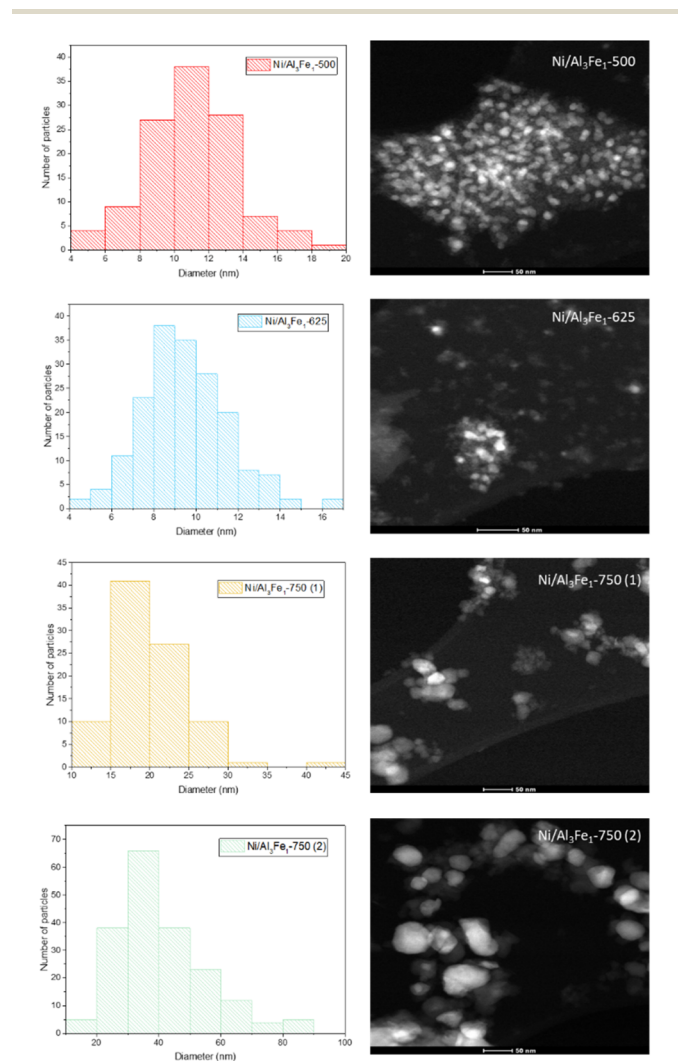 40
35
30
25
20
15
10
5
0
Number of particles
Ni/Al₃Fe₁-500
4 6 8 10 12 14 16 18 20
Diameter (nm)
Ni/Al₃Fe₁-500
50 nm
40
35
30
25
20
15
10
5
0
Number of particles
Ni/Al₃Fe₁-625
4 6 8 10 12 14 16
Diameter (nm)
Ni/Al₃Fe₁-625
50 nm
45
40
35
30
25
20
15
10
5
0
Number of particles
Ni/Al₃Fe₁-750 (1)
10 15 20 25 30 35 40 45
Diameter (nm)
Ni/Al₃Fe₁-750 (1)
50 nm
70
60
50
40
30
20
10
0
Number of particles
Ni/Al₃Fe₁-750 (2)
20 40 60 80 100
Diameter (nm)
Ni/Al₃Fe₁-750 (2)
50 nm